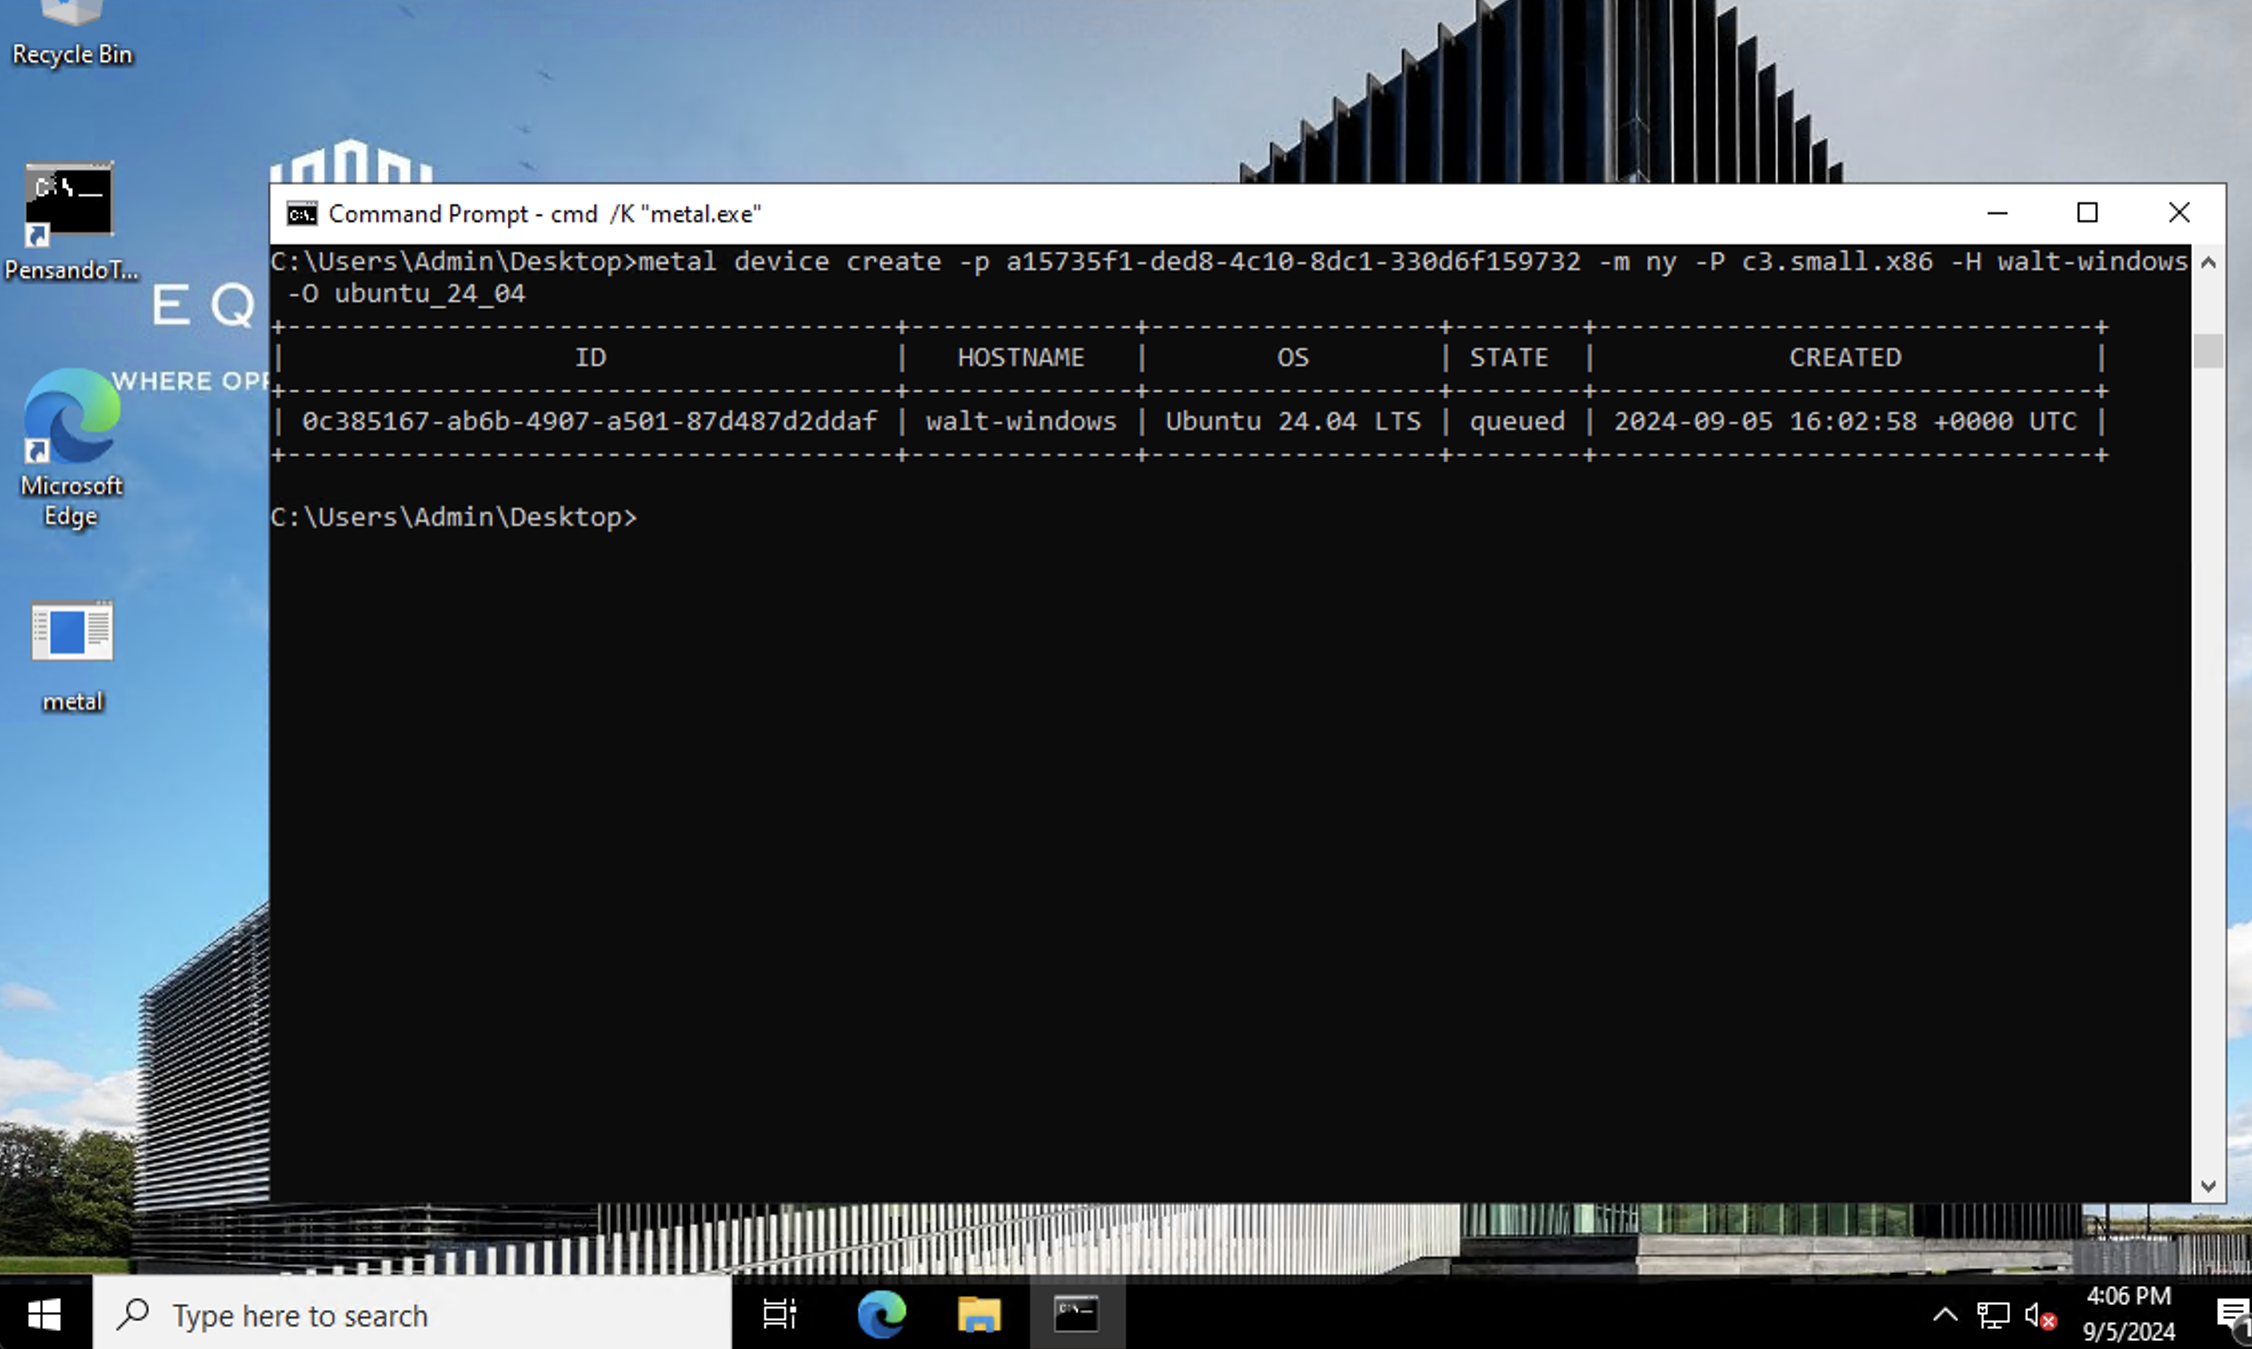 Recycle Bin
C:\
PensandoT...
EQ
WHERE OPP
Microsoft
Edge
metal
Command Prompt - cmd /K "metal.exe"
C:\Users\Admin\Desktop>metal device create -p a15735f1-ded8-4c10-8dc1-330d6f159732 -m ny -P c3.small.x86 -H walt-windows
-O ubuntu_24_04
+--------------------------------------+--------------+------------------+--------+-------------------------------+
| ID | HOSTNAME | OS | STATE | CREATED |
+--------------------------------------+--------------+------------------+--------+-------------------------------+
| 0c385167-ab6b-4907-a501-87d487d2ddaf | walt-windows | Ubuntu 24.04 LTS | queued | 2024-09-05 16:02:58 +0000 UTC |
+--------------------------------------+--------------+------------------+--------+-------------------------------+
C:\Users\Admin\Desktop>
Type here to search
4:06 PM
9/5/2024
1